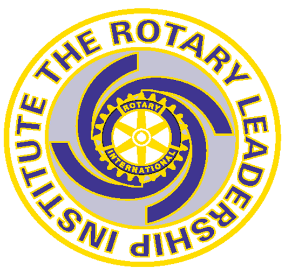 THE ROTARY LEADERSHIP INSTITUTE
ROTARY
INTERNATIONAL